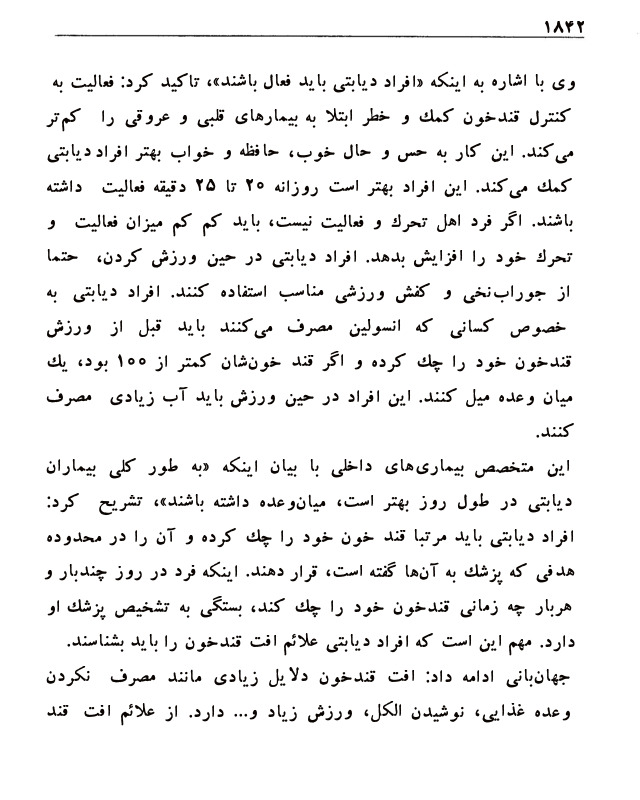 ۱۸۴۲
وی با اشاره به اینکه «افراد دیابتی باید فعال باشند»، تاکید کرد: فعالیت به
کنترل قندخون کمك و خطر ابتلا به بیمارهای قلبی و عروقی را کم‌تر
می‌کند. این کار به حس و حال خوب، حافظه و خواب بهتر افراد دیابتی
کمك می‌کند. این افراد بهتر است روزانه ۲۰ تا ۲۵ دقیقه فعالیت داشته
باشند. اگر فرد اهل تحرك و فعالیت نیست، باید کم کم میزان فعالیت و
تحرك خود را افزایش بدهد. افراد دیابتی در حین ورزش کردن، حتما
از جوراب‌نخی و کفش ورزشی مناسب استفاده کنند. افراد دیابتی به
خصوص کسانی که انسولین مصرف می‌کنند باید قبل از ورزش
قندخون خود را چك کرده و اگر قند خون‌شان کمتر از ۱۰۰ بود، یك
میان وعده میل کنند. این افراد در حین ورزش باید آب زیادی مصرف
کنند.
این متخصص بیماری‌های داخلی با بیان اینکه «به طور کلی بیماران
دیابتی در طول روز بهتر است، میان‌وعده داشته باشند»، تشریح کرد:
افراد دیابتی باید مرتبا قند خون خود را چك کرده و آن را در محدوده
هدفی که پزشك به آن‌ها گفته است، قرار دهند. اینکه فرد در روز چندبار و
هربار چه زمانی قندخون خود را چك کند، بستگی به تشخیص پزشك او
دارد. مهم این است که افراد دیابتی علائم افت قندخون را باید بشناسند.
جهان‌بانی ادامه داد: افت قندخون دلایل زیادی مانند مصرف نکردن
وعده غذایی، نوشیدن الکل، ورزش زیاد و... دارد. از علائم افت قند